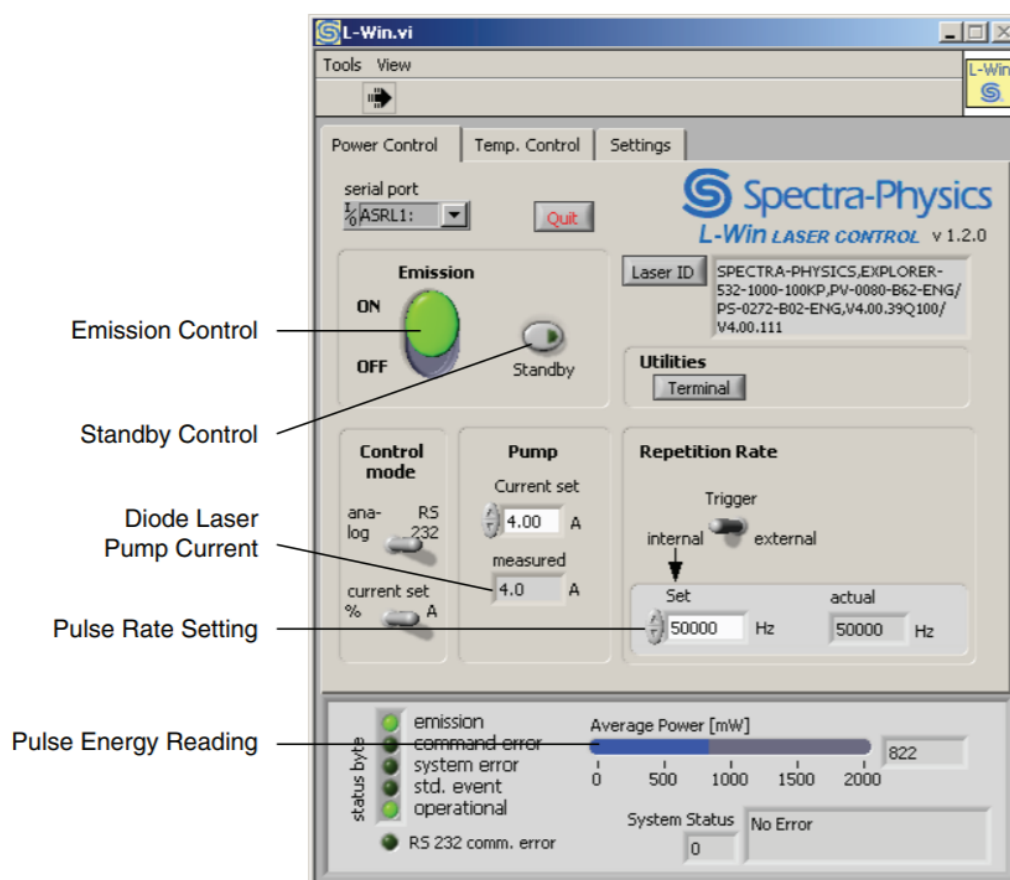 L-Win.vi
Tools View
L-Win
Power Control Temp. Control Settings
serial port
I/O ASRL1:
Quit
Spectra-Physics
L-Win LASER CONTROL v 1.2.0
Emission
ON
OFF
Standby
Laser ID
SPECTRA-PHYSICS,EXPLORER-
532-1000-100KP,PV-0080-B62-ENG/
PS-0272-B02-ENG,V4.00.39Q100/
V4.00.111
Utilities
Terminal
Emission Control
Standby Control
Diode Laser
Pump Current
Pulse Rate Setting
Pulse Energy Reading
Control
mode
ana- RS
log 232
current set
% A
Pump
Current set
4.00 A
measured
4.0 A
Repetition Rate
Trigger
internal external
Set actual
50000 Hz 50000 Hz
status byte
emission
command error
system error
std. event
operational
RS 232 comm. error
Average Power [mW]
822
0 500 1000 1500 2000
System Status
0
No Error